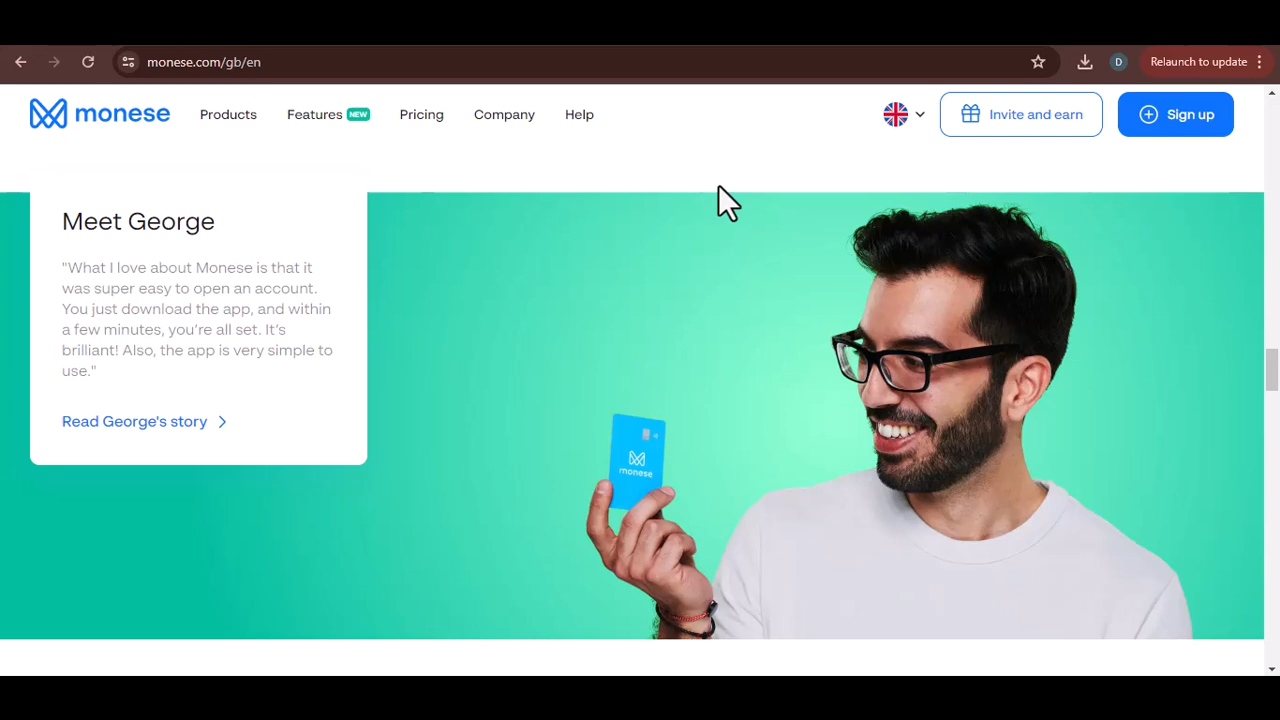 monese.com/gb/en
D
Relaunch to update
monese
Products
Features NEW
Pricing
Company
Help
Invite and earn
Sign up
Meet George
"What I love about Monese is that it
was super easy to open an account.
You just download the app, and within
a few minutes, you’re all set. It’s
brilliant! Also, the app is very simple to
use."
Read George's story
monese